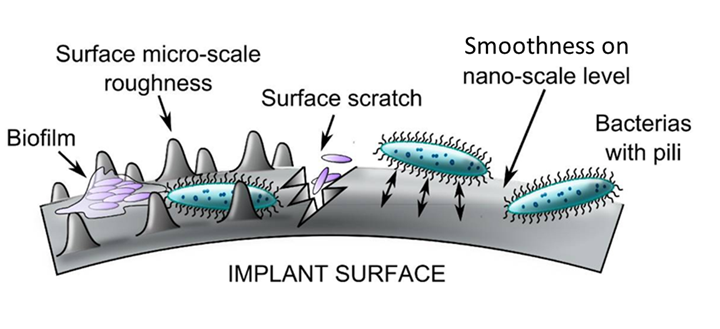 Surface micro-scale
roughness
Biofilm
Surface scratch
Smoothness on
nano-scale level
Bacterias
with pili
IMPLANT SURFACE